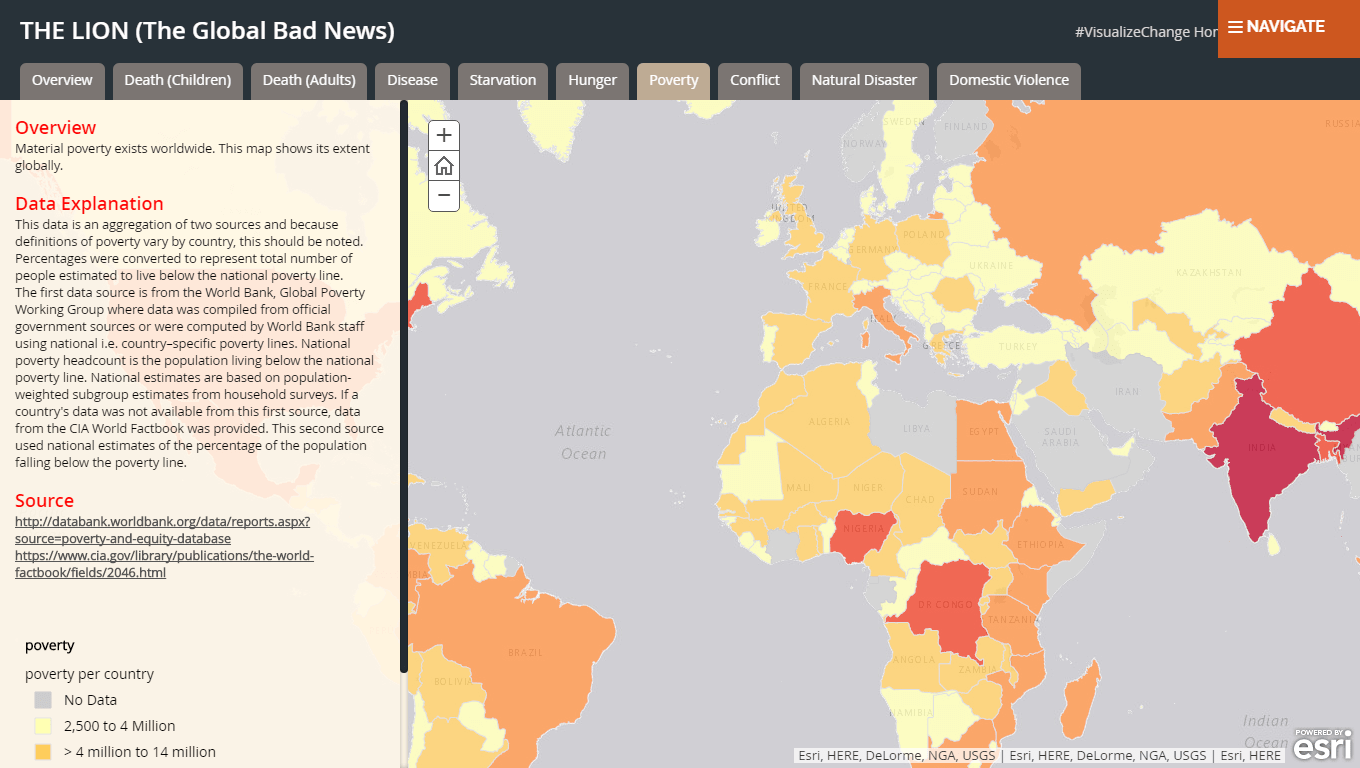 THE LION (The Global Bad News)
#VisualizeChange Hor
NAVIGATE
Overview
Death (Children)
Death (Adults)
Disease
Starvation
Hunger
Poverty
Conflict
Natural Disaster
Domestic Violence
Overview
Material poverty exists worldwide. This map shows its extent
globally.
Data Explanation
This data is an aggregation of two sources and because
definitions of poverty vary by country, this should be noted.
Percentages were converted to represent total number of
people estimated to live below the national poverty line.
The first data source is from the World Bank, Global Poverty
Working Group where data was compiled from official
government sources or were computed by World Bank staff
using national i.e. country–specific poverty lines. National
poverty headcount is the population living below the national
poverty line. National estimates are based on population-
weighted subgroup estimates from household surveys. If a
country's data was not available from this first source, data
from the CIA World Factbook was provided. This second source
used national estimates of the percentage of the population
falling below the poverty line.
Source
http://databank.worldbank.org/data/reports.aspx?
source=poverty-and-equity-database
https://www.cia.gov/library/publications/the-world-
factbook/fields/2046.html
poverty
poverty per country
No Data
2,500 to 4 Million
> 4 million to 14 million
+
−
SWEDEN
FINLAND
NORWA
RUSSIA
UNITED
KINGDOM
POLAND
GERMANY
UKRAINE
KAZAKHSTAN
FRANCE
ITALY
GREECE
TURKEY
IRAN
Atlantic
Ocean
ALGERIA
LIBYA
EGYPT
SAUDI
ARABIA
INDIA
MALI
NIGER
CHAD
SUDAN
NIGERIA
ETHIOPIA
VENEZUELA
BIA
DR CONGO
TANZANIA
BRAZIL
BOLIVIA
ANGOLA
ZAMBIA
NAMIBIA
Indian
Ocean
POWERED BY
esri
Esri, HERE, DeLorme, NGA, USGS | Esri, HERE, DeLorme, NGA, USGS | Esri, HERE